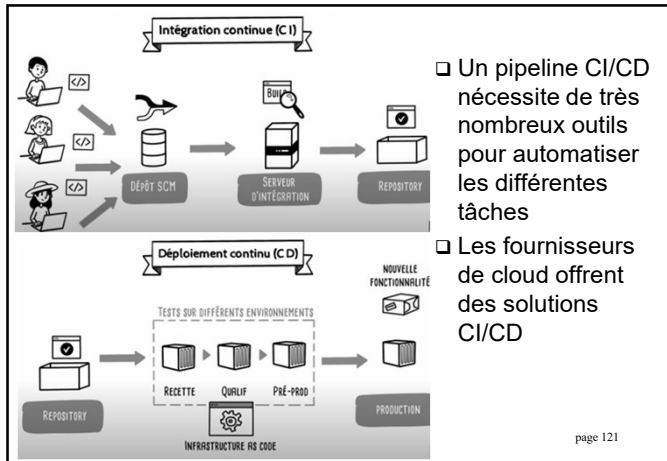 Intégration continue (CI)
</>
</>
</>
Build
DÉPÔT SCM
SERVEUR
D'INTÉGRATION
REPOSITORY
Déploiement continu (CD)
NOUVELLE
FONCTIONNALITÉ
TESTS SUR DIFFÉRENTS ENVIRONNEMENTS
RECETTE
QUALIF
PRÉ-PROD
REPOSITORY
PRODUCTION
INFRASTRUCTURE AS CODE
❑ Un pipeline CI/CD
nécessite de très
nombreux outils
pour automatiser
les différentes
tâches
❑ Les fournisseurs
de cloud offrent
des solutions
CI/CD
page 121